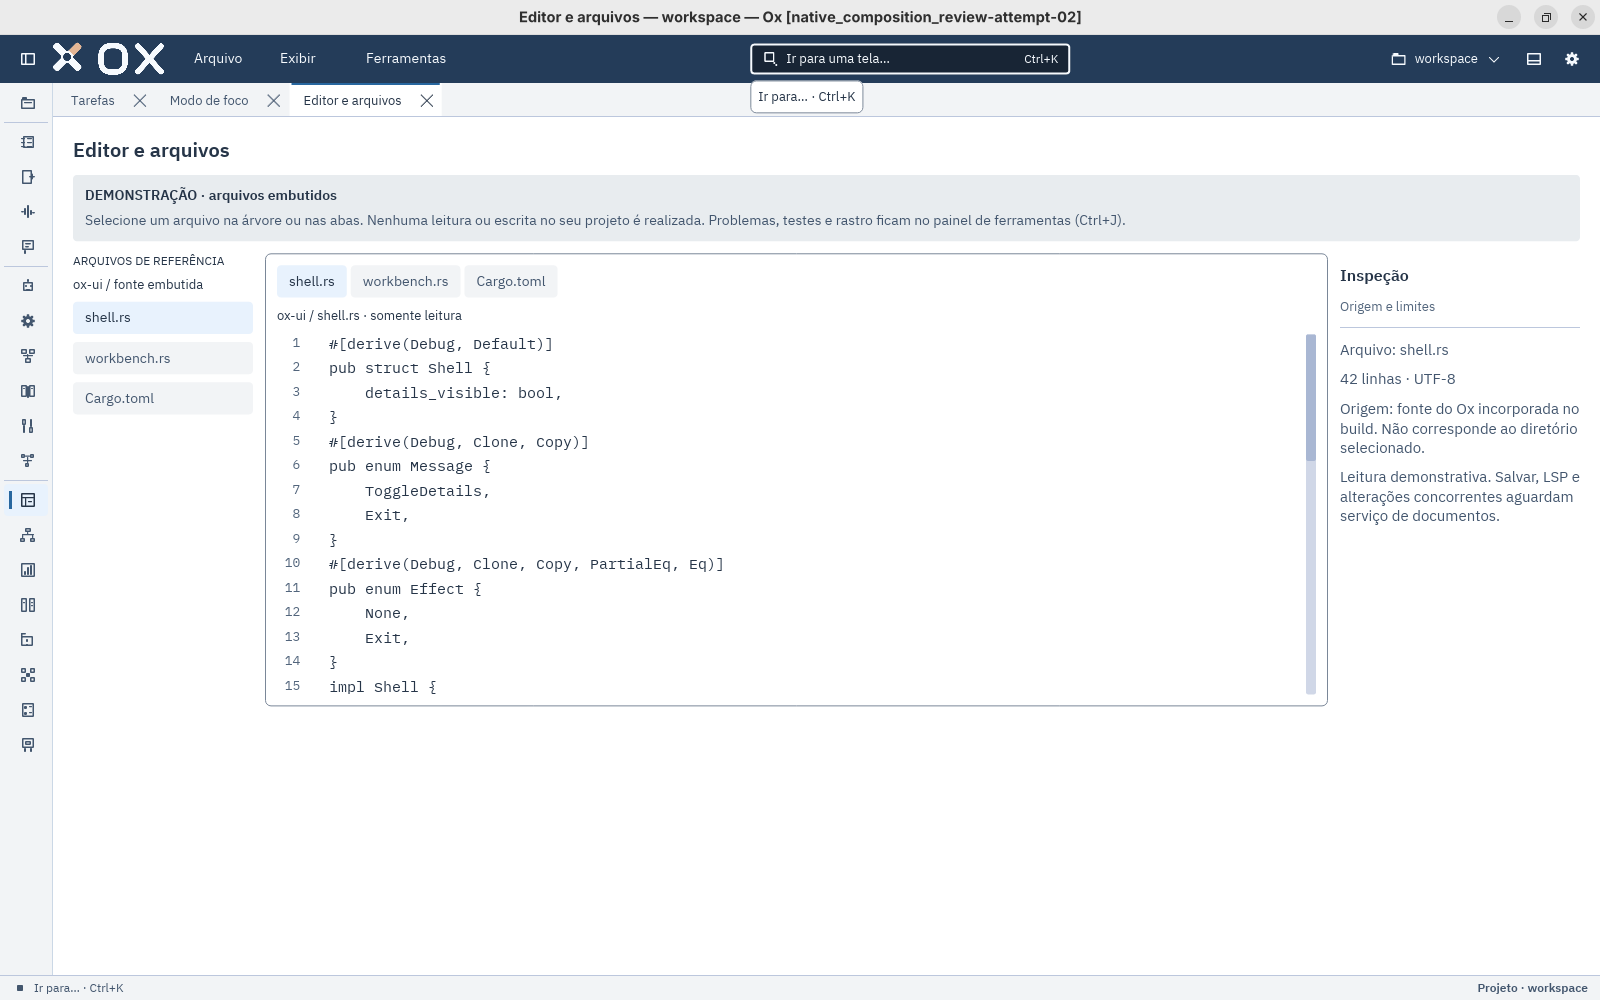 Editor e arquivos — workspace — Ox [native_composition_review-attempt-02]
OX
Arquivo
Exibir
Ferramentas
Ir para uma tela...
Ctrl+K
workspace
Tarefas
Modo de foco
Editor e arquivos
Ir para... · Ctrl+K
Editor e arquivos
DEMONSTRAÇÃO · arquivos embutidos
Selecione um arquivo na árvore ou nas abas. Nenhuma leitura ou escrita no seu projeto é realizada. Problemas, testes e rastro ficam no painel de ferramentas (Ctrl+J).
ARQUIVOS DE REFERÊNCIA
ox-ui / fonte embutida
shell.rs
workbench.rs
Cargo.toml
shell.rs
workbench.rs
Cargo.toml
ox-ui / shell.rs · somente leitura
1 #[derive(Debug, Default)]
2 pub struct Shell {
3     details_visible: bool,
4 }
5 #[derive(Debug, Clone, Copy)]
6 pub enum Message {
7     ToggleDetails,
8     Exit,
9 }
10 #[derive(Debug, Clone, Copy, PartialEq, Eq)]
11 pub enum Effect {
12     None,
13     Exit,
14 }
15 impl Shell {
Inspeção
Origem e limites
Arquivo: shell.rs
42 linhas · UTF-8
Origem: fonte do Ox incorporada no
build. Não corresponde ao diretório
selecionado.
Leitura demonstrativa. Salvar, LSP e
alterações concorrentes aguardam
serviço de documentos.
Ir para... · Ctrl+K
Projeto · workspace